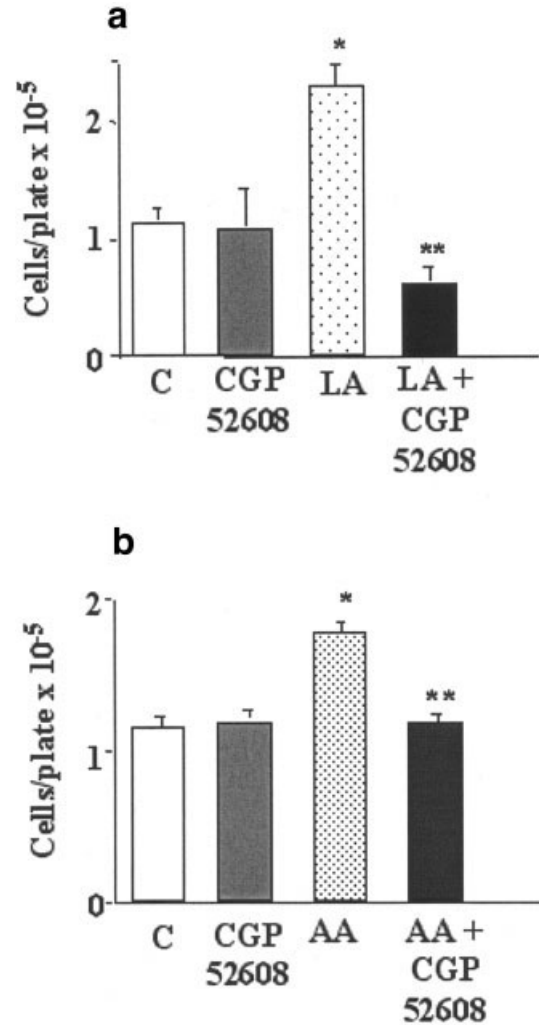 a
*
2
**
1
0
Cells/plate x 10-5
C CGP LA LA +
52608 CGP
52608
b
2
*
**
1
0
Cells/plate x 10-5
C CGP AA AA +
52608 CGP
52608